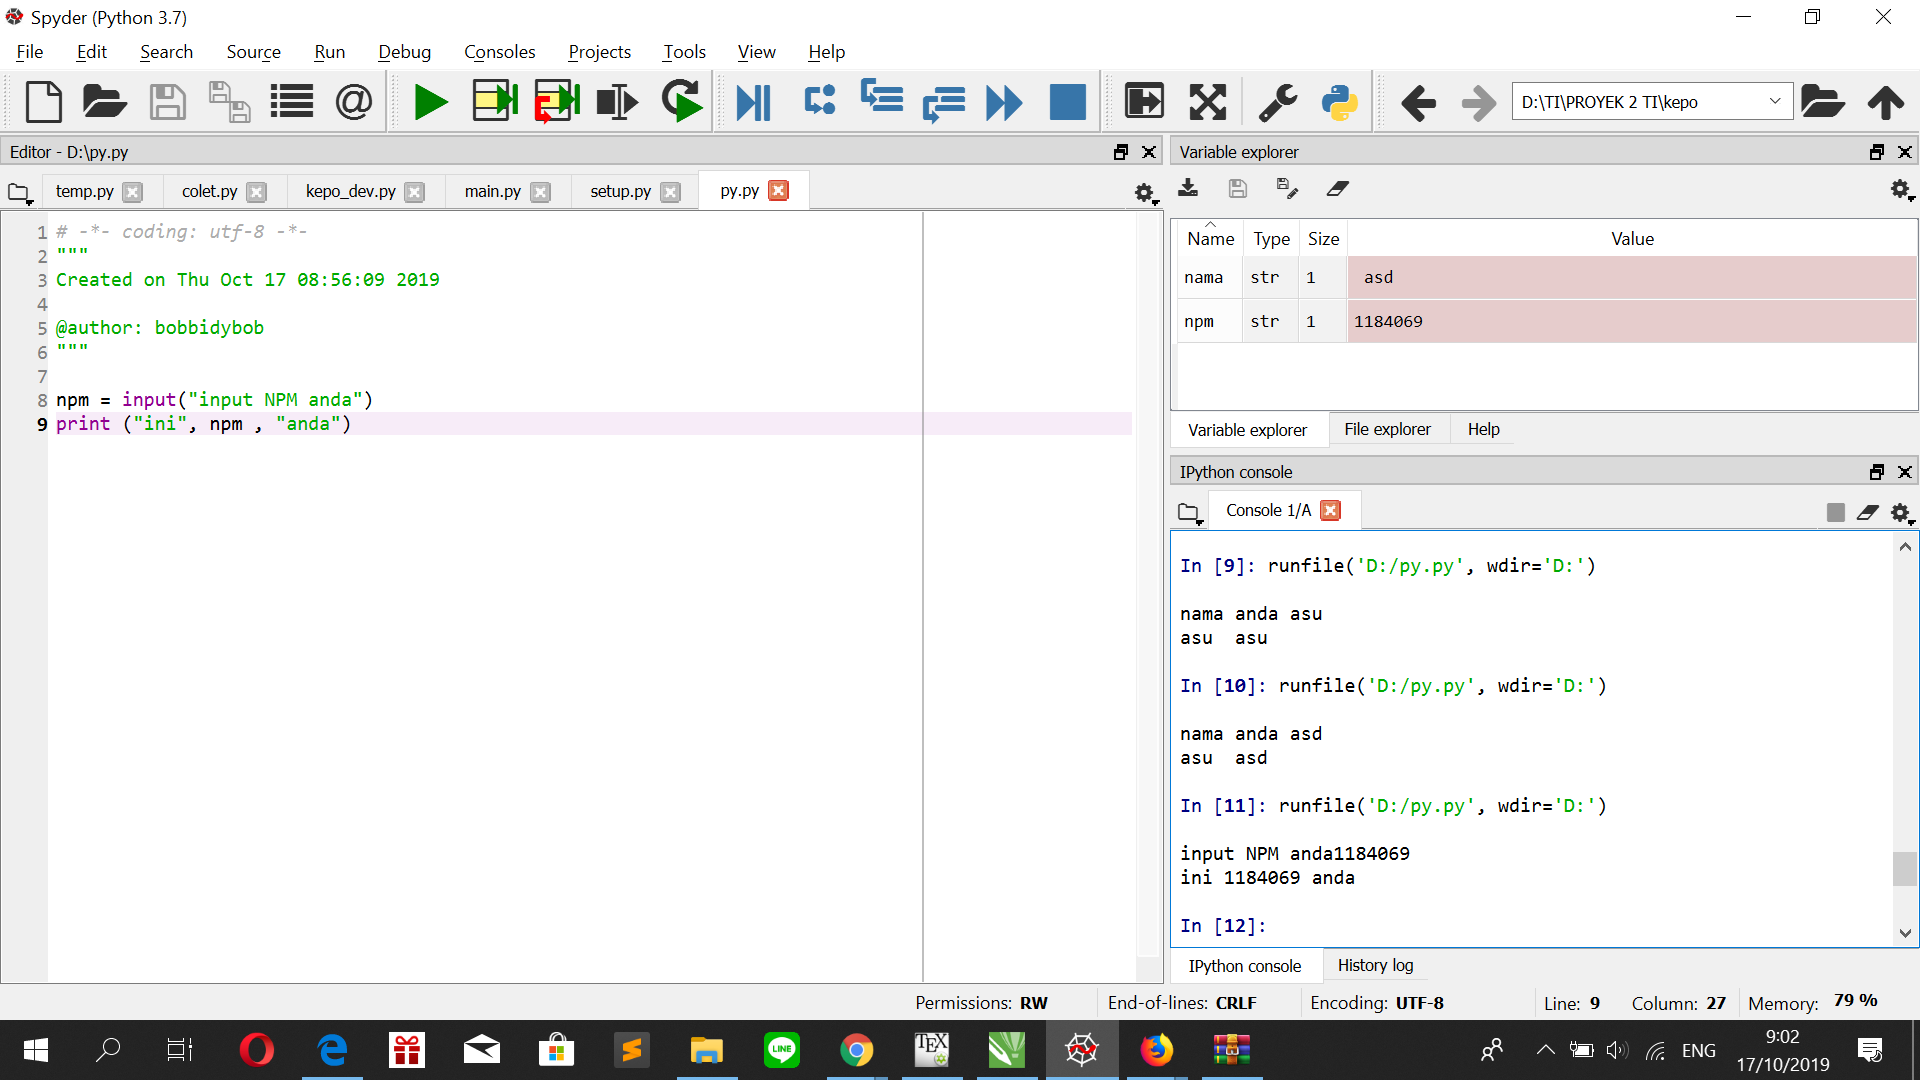 Spyder (Python 3.7)
File Edit Search Source Run Debug Consoles Projects Tools View Help
@
D:\TI\PROYEK 2 TI\kepo
Editor - D:\py.py
temp.py colet.py kepo_dev.py main.py setup.py py.py
1 # -*- coding: utf-8 -*-
2 """
3 Created on Thu Oct 17 08:56:09 2019
4
5 @author: bobbidybob
6 """
7
8 npm = input("input NPM anda")
9 print ("ini", npm , "anda")
Variable explorer
Name Type Size Value
nama str 1 asd
npm str 1 1184069
Variable explorer File explorer Help
IPython console
Console 1/A
In [9]: runfile('D:/py.py', wdir='D:')
nama anda asu
asu  asu
In [10]: runfile('D:/py.py', wdir='D:')
nama anda asd
asu  asd
In [11]: runfile('D:/py.py', wdir='D:')
input NPM anda1184069
ini 1184069 anda
In [12]:
IPython console History log
Permissions: RW End-of-lines: CRLF Encoding: UTF-8 Line: 9 Column: 27 Memory: 79 %
LINE
TEX
ENG
9:02
17/10/2019